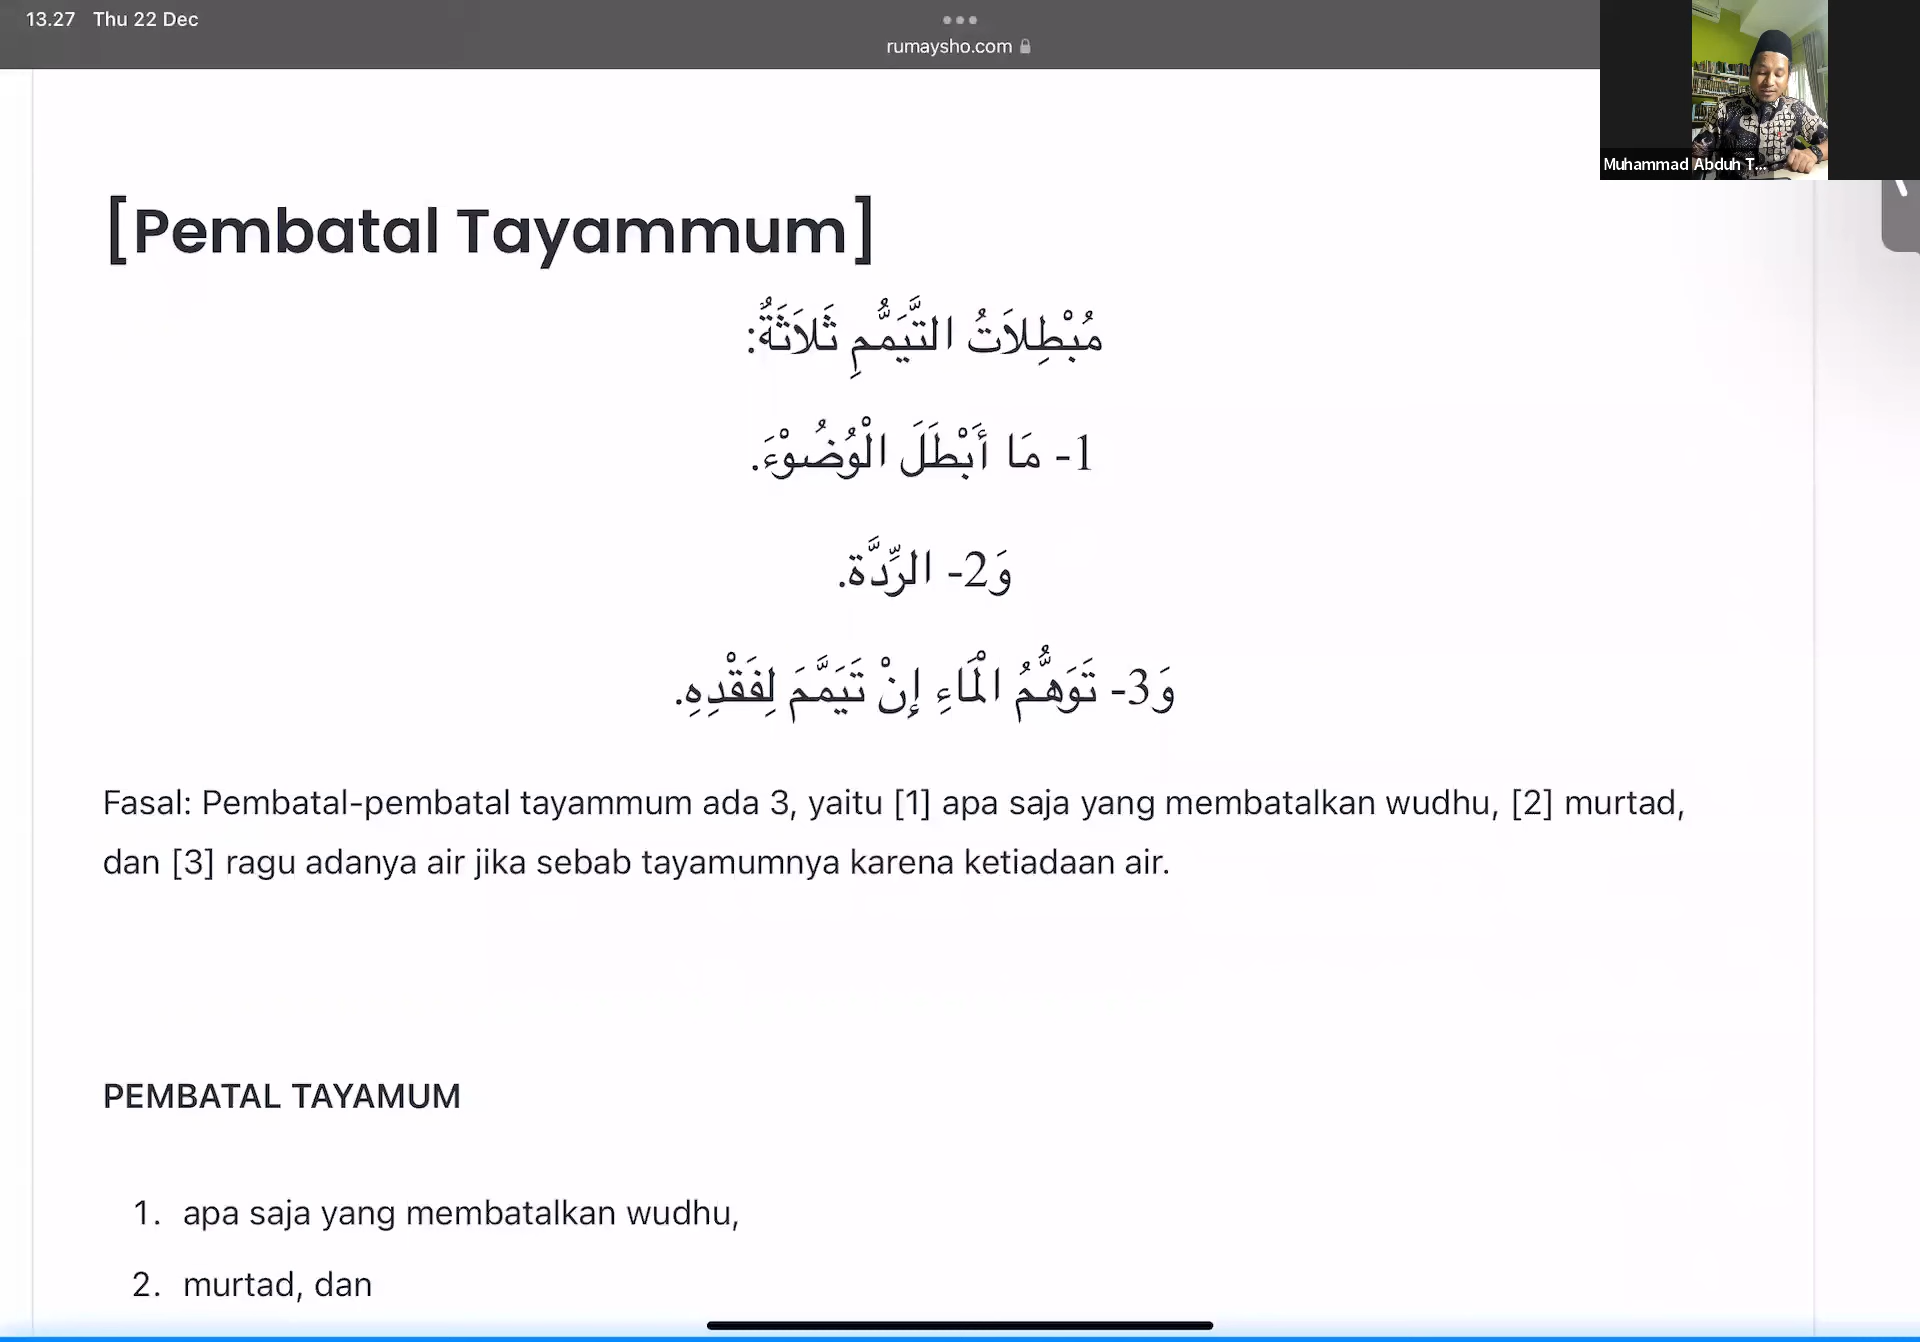 13.27 Thu 22 Dec
rumaysho.com
Muhammad Abduh T...
[Pembatal Tayammum]
مُبْطِلاَتُ التَّيَمُّمِ ثَلاَثَةٌ:
1- مَا أَبْطَلَ الْوُضُوْءَ.
وَ2- الرِّدَّة.
وَ3- تَوَهُّمُ الْمَاءِ إِنْ تَيَمَّمَ لِفَقْدِهِ.
Fasal: Pembatal-pembatal tayammum ada 3, yaitu [1] apa saja yang membatalkan wudhu, [2] murtad,
dan [3] ragu adanya air jika sebab tayamumnya karena ketiadaan air.
PEMBATAL TAYAMUM
1. apa saja yang membatalkan wudhu,
2. murtad, dan